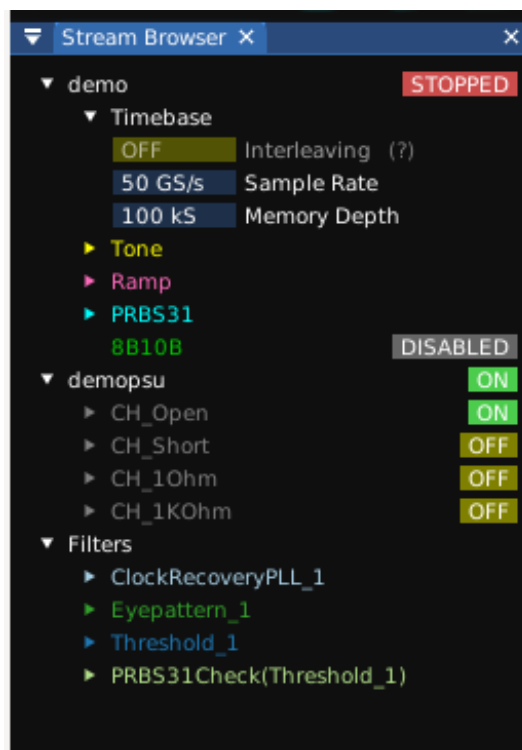 Stream Browser
demo STOPPED
Timebase
OFF Interleaving (?)
50 GS/s Sample Rate
100 kS Memory Depth
Tone
Ramp
PRBS31
8B10B DISABLED
demopsu ON
CH_Open ON
CH_Short OFF
CH_1Ohm OFF
CH_1KOhm OFF
Filters
ClockRecoveryPLL_1
Eyepattern_1
Threshold_1
PRBS31Check(Threshold_1)